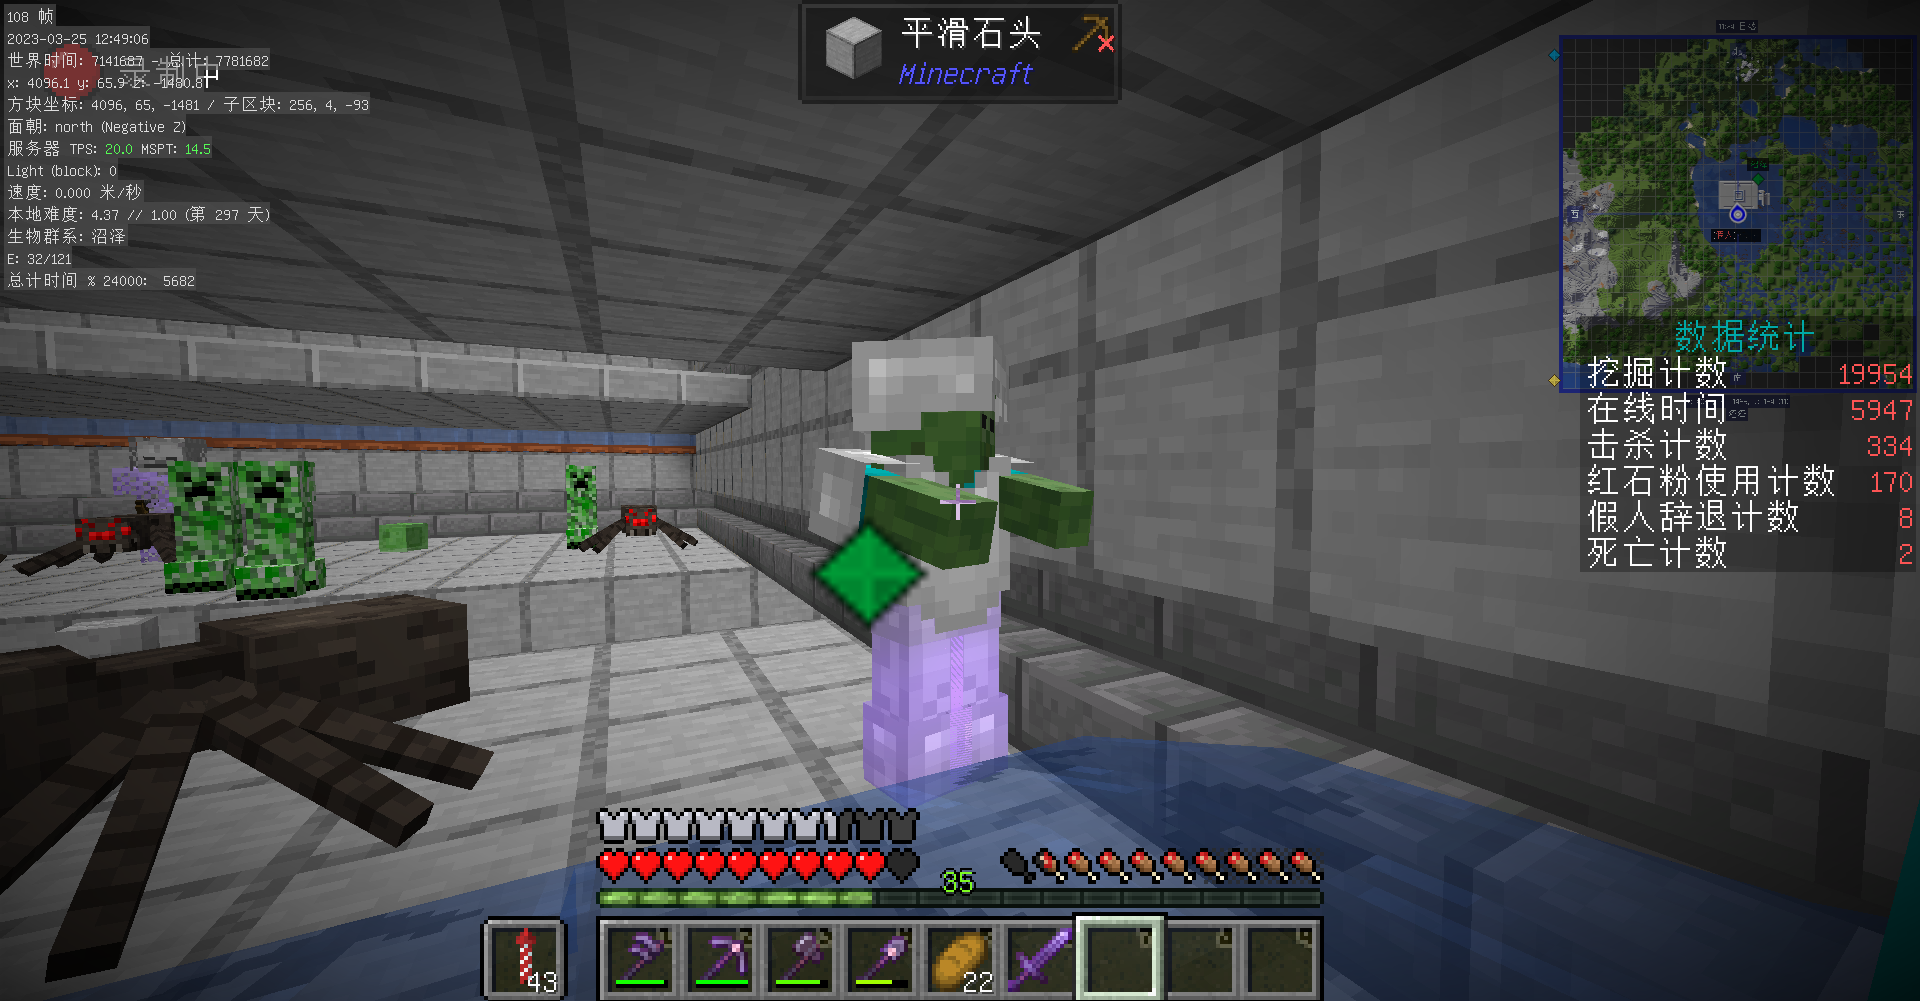 108 帧
2023-03-25 12:49:06
世界时间: 7141687 - 总计: 7781682
录制中
x: 4096.1 y: 65.9 z: -1480.8
方块坐标: 4096, 65, -1481 / 子区块: 256, 4, -93
面朝: north (Negative Z)
服务器 TPS: 20.0 MSPT: 14.5
Light (block): 0
速度: 0.000 米/秒
本地难度: 4.37 // 1.00 (第 297 天)
生物群系: 沼泽
E: 32/121
总计时间 % 24000: 5682
平滑石头
Minecraft
数据统计
挖掘计数 19954
在线时间 5947
击杀计数 334
红石粉使用计数 170
假人辞退计数 8
死亡计数 2
35
43
22